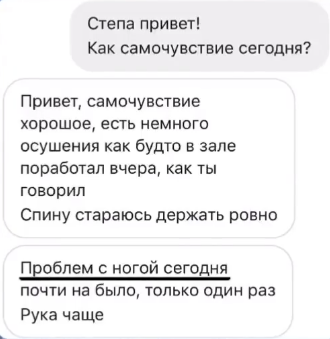 Степа привет!
Как самочувствие сегодня?
Привет, самочувствие
хорошое, есть немного
осушения как будто в зале
поработал вчера, как ты
говорил
Спину стараюсь держать ровно
Проблем с ногой сегодня
почти на было, только один раз
Рука чаще